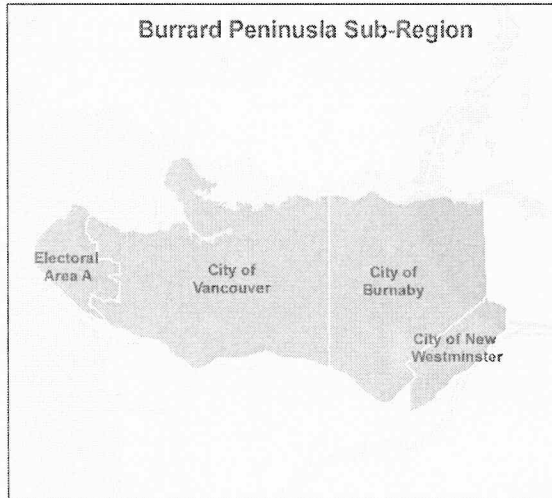 Burrard Peninusla Sub-Region
Electoral
Area A
City of
Vancouver
City of
Burnaby
City of New
Westminster